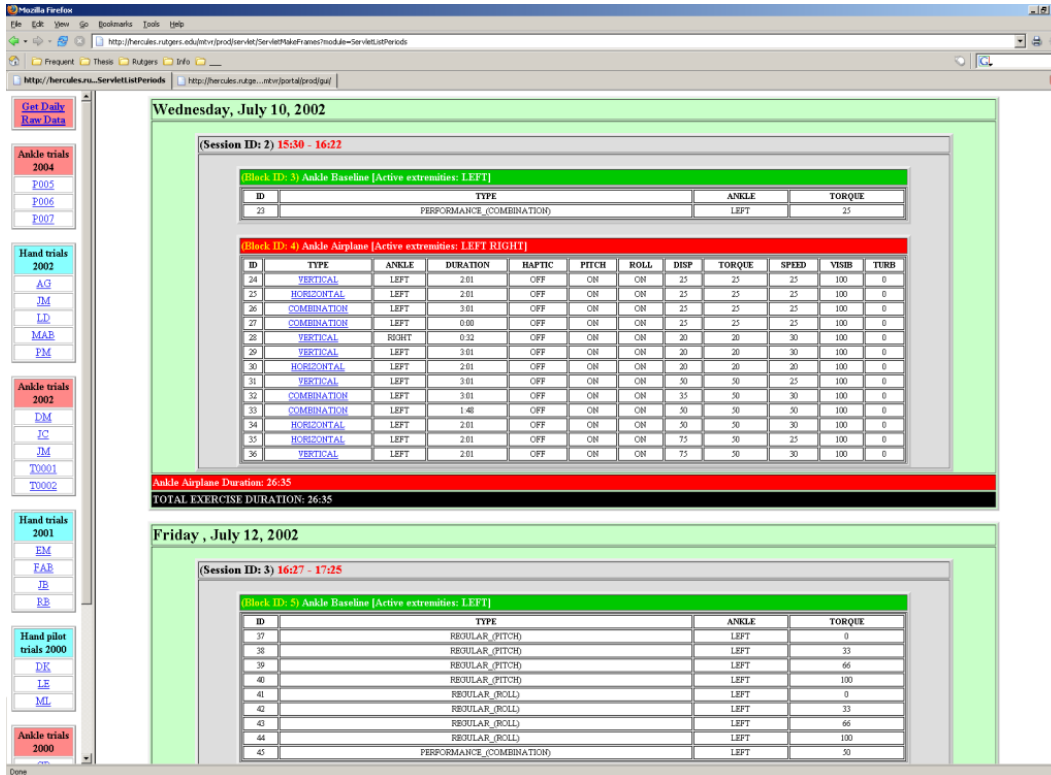 Mozilla Firefox
File Edit View Go Bookmarks Tools Help
http://hercules.rutgers.edu/mtvr/prod/servlet/ServletMakeFrames?module=ServletListPeriods
Frequent Thesis Rutgers Info __
http://hercules.ru...ServletListPeriods http://hercules.rutge...mtvr/portal/prod/gui/
Get Daily
Raw Data
Ankle trials
2004
P005
P006
P007
Hand trials
2002
AG
JM
LD
MAB
PM
Ankle trials
2002
DM
JC
JM
T0001
T0002
Hand trials
2001
EM
FAB
JB
RB
Hand pilot
trials 2000
DK
LE
ML
Ankle trials
2000
Wednesday, July 10, 2002
(Session ID: 2) 15:30 - 16:22
(Block ID: 3) Ankle Baseline [Active extremities: LEFT]
ID TYPE ANKLE TORQUE
23 PERFORMANCE_(COMBINATION) LEFT 25
(Block ID: 4) Ankle Airplane [Active extremities: LEFT RIGHT]
ID TYPE ANKLE DURATION HAPTIC PITCH ROLL DISP TORQUE SPEED VISIB TURB
24 VERTICAL LEFT 2:01 OFF ON ON 25 25 25 100 0
25 HORIZONTAL LEFT 2:01 OFF ON ON 25 25 25 100 0
26 COMBINATION LEFT 3:01 OFF ON ON 25 25 25 100 0
27 COMBINATION LEFT 0:00 OFF ON ON 25 25 25 100 0
28 VERTICAL RIGHT 0:32 OFF ON ON 20 20 30 100 0
29 VERTICAL LEFT 3:01 OFF ON ON 20 20 30 100 0
30 HORIZONTAL LEFT 2:01 OFF ON ON 20 20 20 100 0
31 VERTICAL LEFT 3:01 OFF ON ON 50 50 25 100 0
32 COMBINATION LEFT 3:01 OFF ON ON 35 50 30 100 0
33 COMBINATION LEFT 1:48 OFF ON ON 50 50 50 100 0
34 HORIZONTAL LEFT 2:01 OFF ON ON 50 50 30 100 0
35 HORIZONTAL LEFT 2:01 OFF ON ON 75 50 25 100 0
36 VERTICAL LEFT 2:01 OFF ON ON 75 50 30 100 0
Ankle Airplane Duration: 26:35
TOTAL EXERCISE DURATION: 26:35
Friday , July 12, 2002
(Session ID: 3) 16:27 - 17:25
(Block ID: 5) Ankle Baseline [Active extremities: LEFT]
ID TYPE ANKLE TORQUE
37 REGULAR_(PITCH) LEFT 0
38 REGULAR_(PITCH) LEFT 33
39 REGULAR_(PITCH) LEFT 66
40 REGULAR_(PITCH) LEFT 100
41 REGULAR_(ROLL) LEFT 0
42 REGULAR_(ROLL) LEFT 33
43 REGULAR_(ROLL) LEFT 66
44 REGULAR_(ROLL) LEFT 100
45 PERFORMANCE_(COMBINATION) LEFT 50
Done